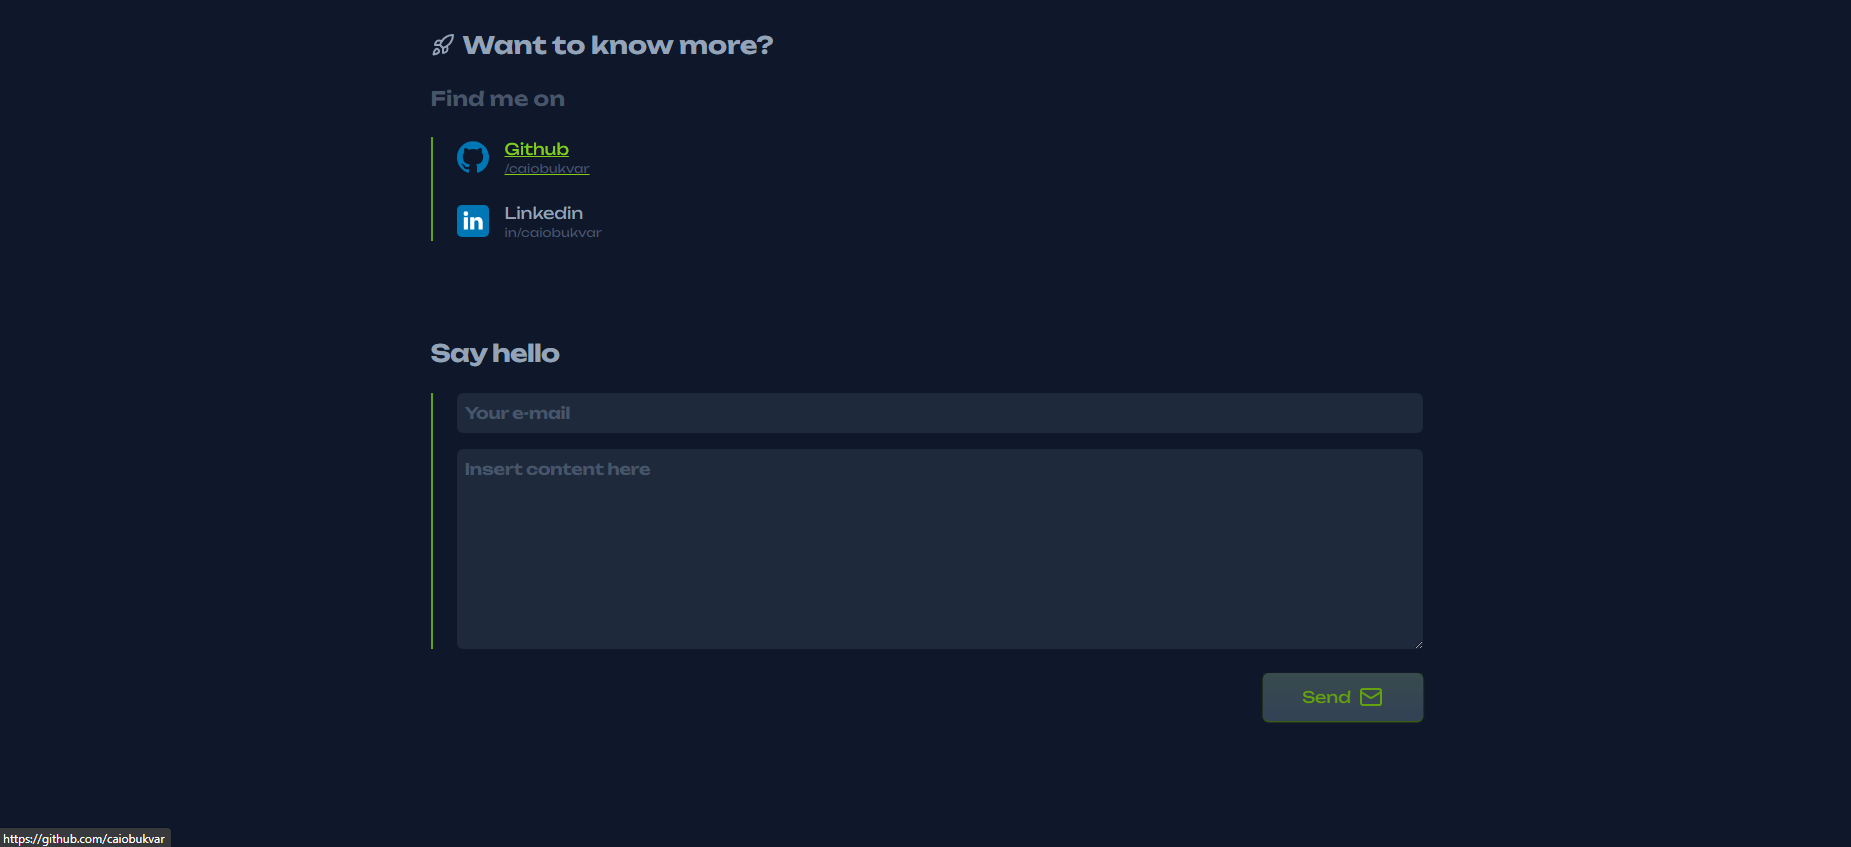 Want to know more?
Find me on
Github
/caiobukvar
Linkedin
in/caiobukvar
Say hello
Your e-mail
Insert content here
Send
https://github.com/caiobukvar